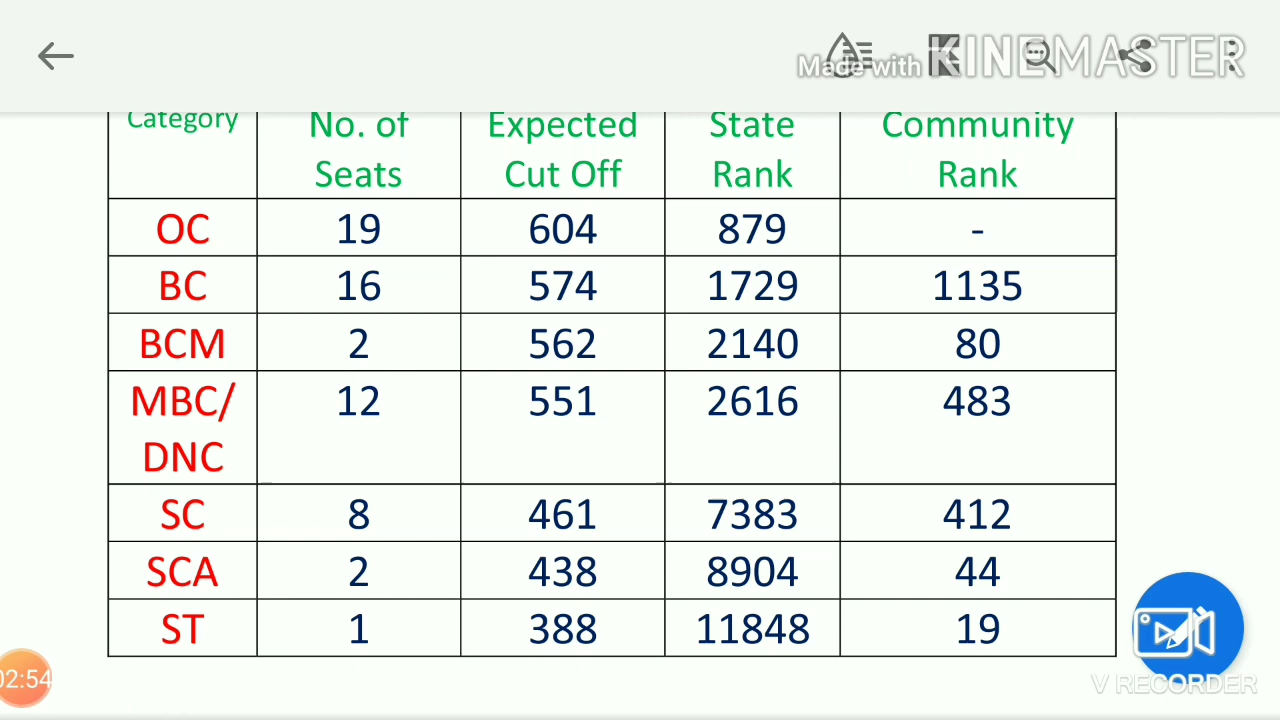 Made with KINEMASTER
Category No. of Seats Expected Cut Off State Rank Community Rank
OC 19 604 879 -
BC 16 574 1729 1135
BCM 2 562 2140 80
MBC/ DNC 12 551 2616 483
SC 8 461 7383 412
SCA 2 438 8904 44
ST 1 388 11848 19
02:54
V RECORDER